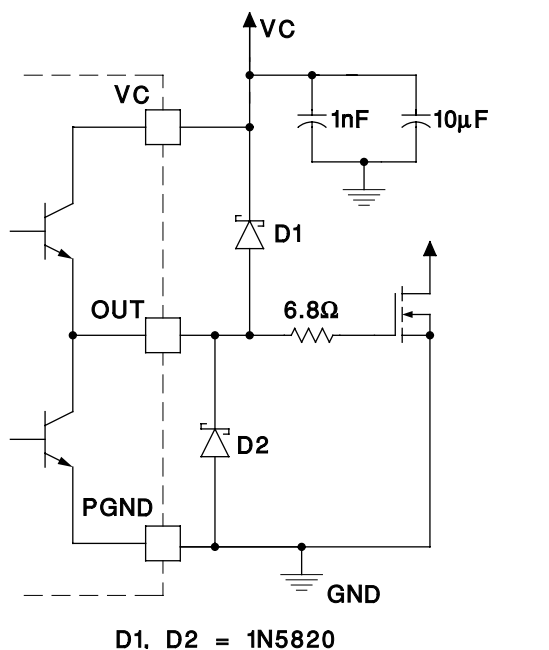 VC
VC
1nF
10μF
D1
OUT
6.8Ω
D2
PGND
GND
D1, D2 = 1N5820